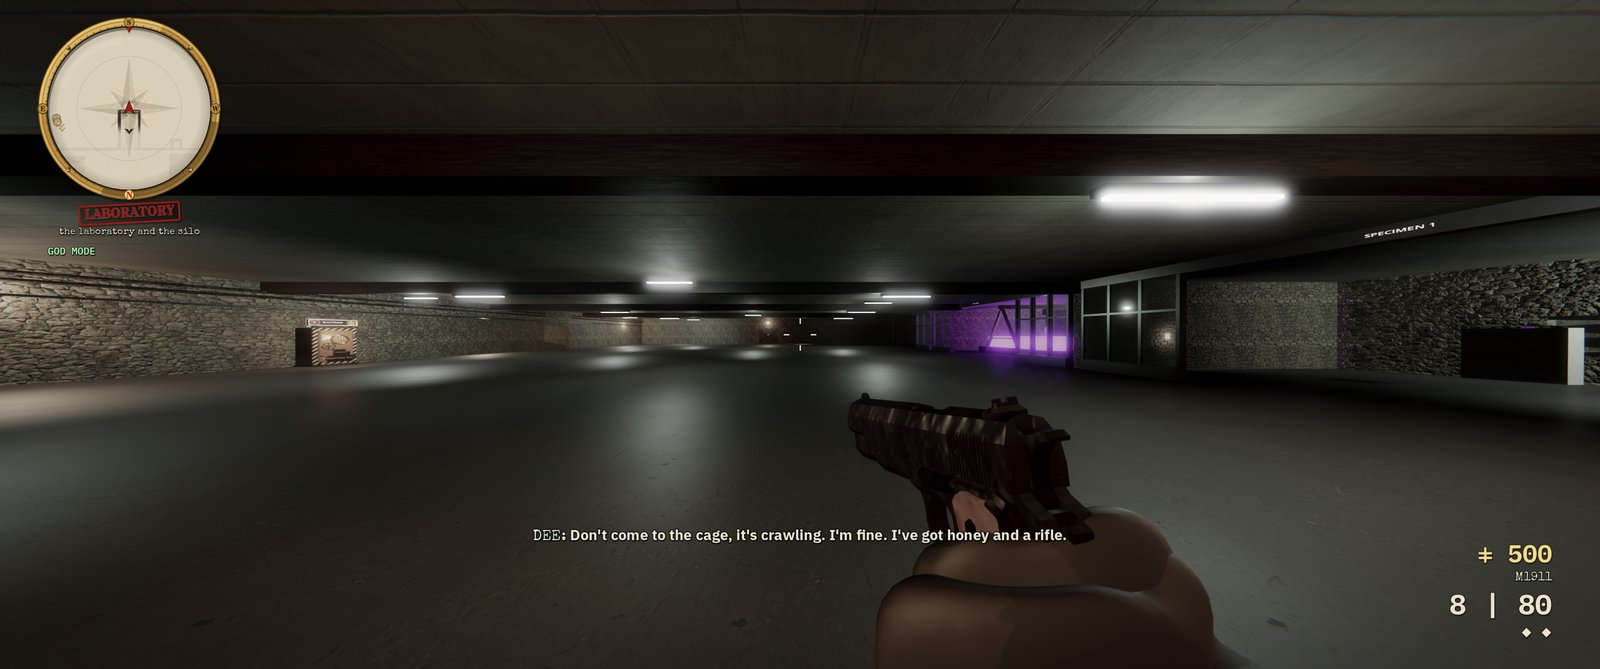 S
E
W
N
LABORATORY
the laboratory and the silo
GOD MODE
SPECIMEN 1
DEE: Don't come to the cage, it's crawling. I'm fine. I've got honey and a rifle.
ǂ 500
M1911
8 | 80